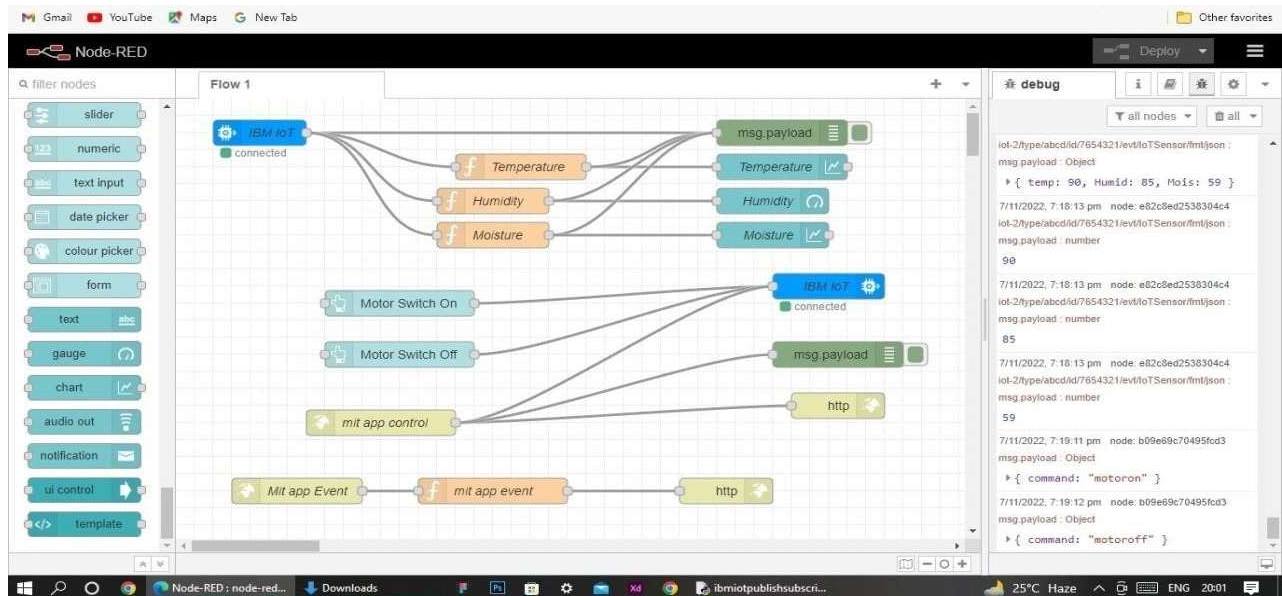 Gmail YouTube Maps New Tab Other favorites
Node-RED Deploy
filter nodes
slider
123 numeric
abc text input
date picker
colour picker
form
text abc
gauge
chart
audio out
notification
ui control
</> template
Flow 1
IBM IoT
connected
Temperature
Humidity
Moisture
msg.payload
Temperature
Humidity
Moisture
Motor Switch On
Motor Switch Off
mit app control
IBM IoT
connected
msg.payload
http
Mit app Event
mit app event
http
debug
all nodes all
iot-2/type/abcd/id/7654321/evt/IoTSensor/fmt/json :
msg.payload : Object
{ temp: 90, Humid: 85, Mois: 59 }
7/11/2022, 7:18:13 pm node: e82c8ed2538304c4
iot-2/type/abcd/id/7654321/evt/IoTSensor/fmt/json :
msg.payload : number
90
7/11/2022, 7:18:13 pm node: e82c8ed2538304c4
iot-2/type/abcd/id/7654321/evt/IoTSensor/fmt/json :
msg.payload : number
85
7/11/2022, 7:18:13 pm node: e82c8ed2538304c4
iot-2/type/abcd/id/7654321/evt/IoTSensor/fmt/json :
msg.payload : number
59
7/11/2022, 7:19:11 pm node: b09e69c70495fcd3
msg.payload : Object
{ command: "motoron" }
7/11/2022, 7:19:12 pm node: b09e69c70495fcd3
msg.payload : Object
{ command: "motoroff" }
Node-RED : node-red... Downloads Ps Xd ibmiotpublishsubscri... 25°C Haze ENG 20:01